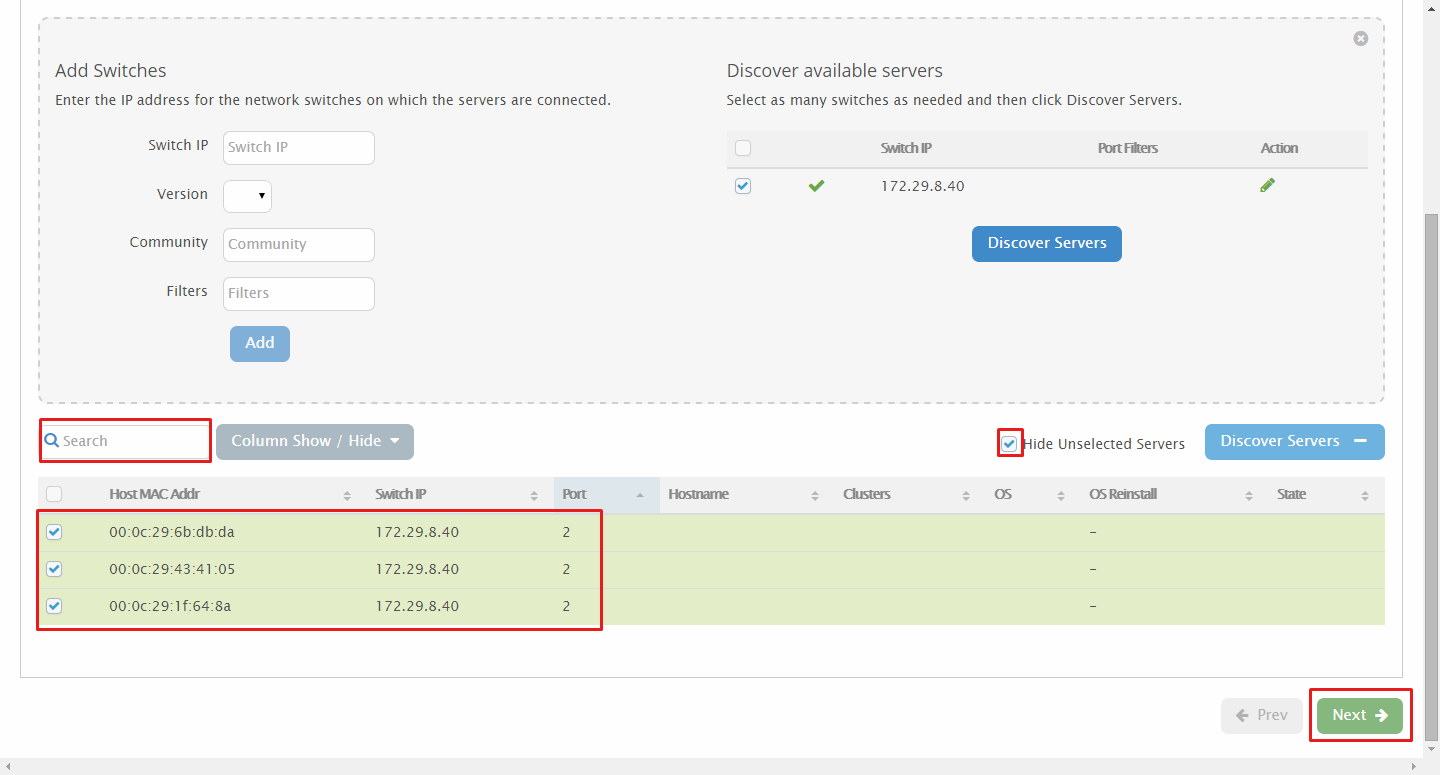 Add Switches
Enter the IP address for the network switches on which the servers are connected.
Switch IP Switch IP
Version
Community Community
Filters Filters
Add
Discover available servers
Select as many switches as needed and then click Discover Servers.
Switch IP Port Filters Action
172.29.8.40
Discover Servers
Search Column Show / Hide Hide Unselected Servers Discover Servers
Host MAC Addr Switch IP Port Hostname Clusters OS OS Reinstall State
00:0c:29:6b:db:da 172.29.8.40 2 –
00:0c:29:43:41:05 172.29.8.40 2 –
00:0c:29:1f:64:8a 172.29.8.40 2 –
Prev Next